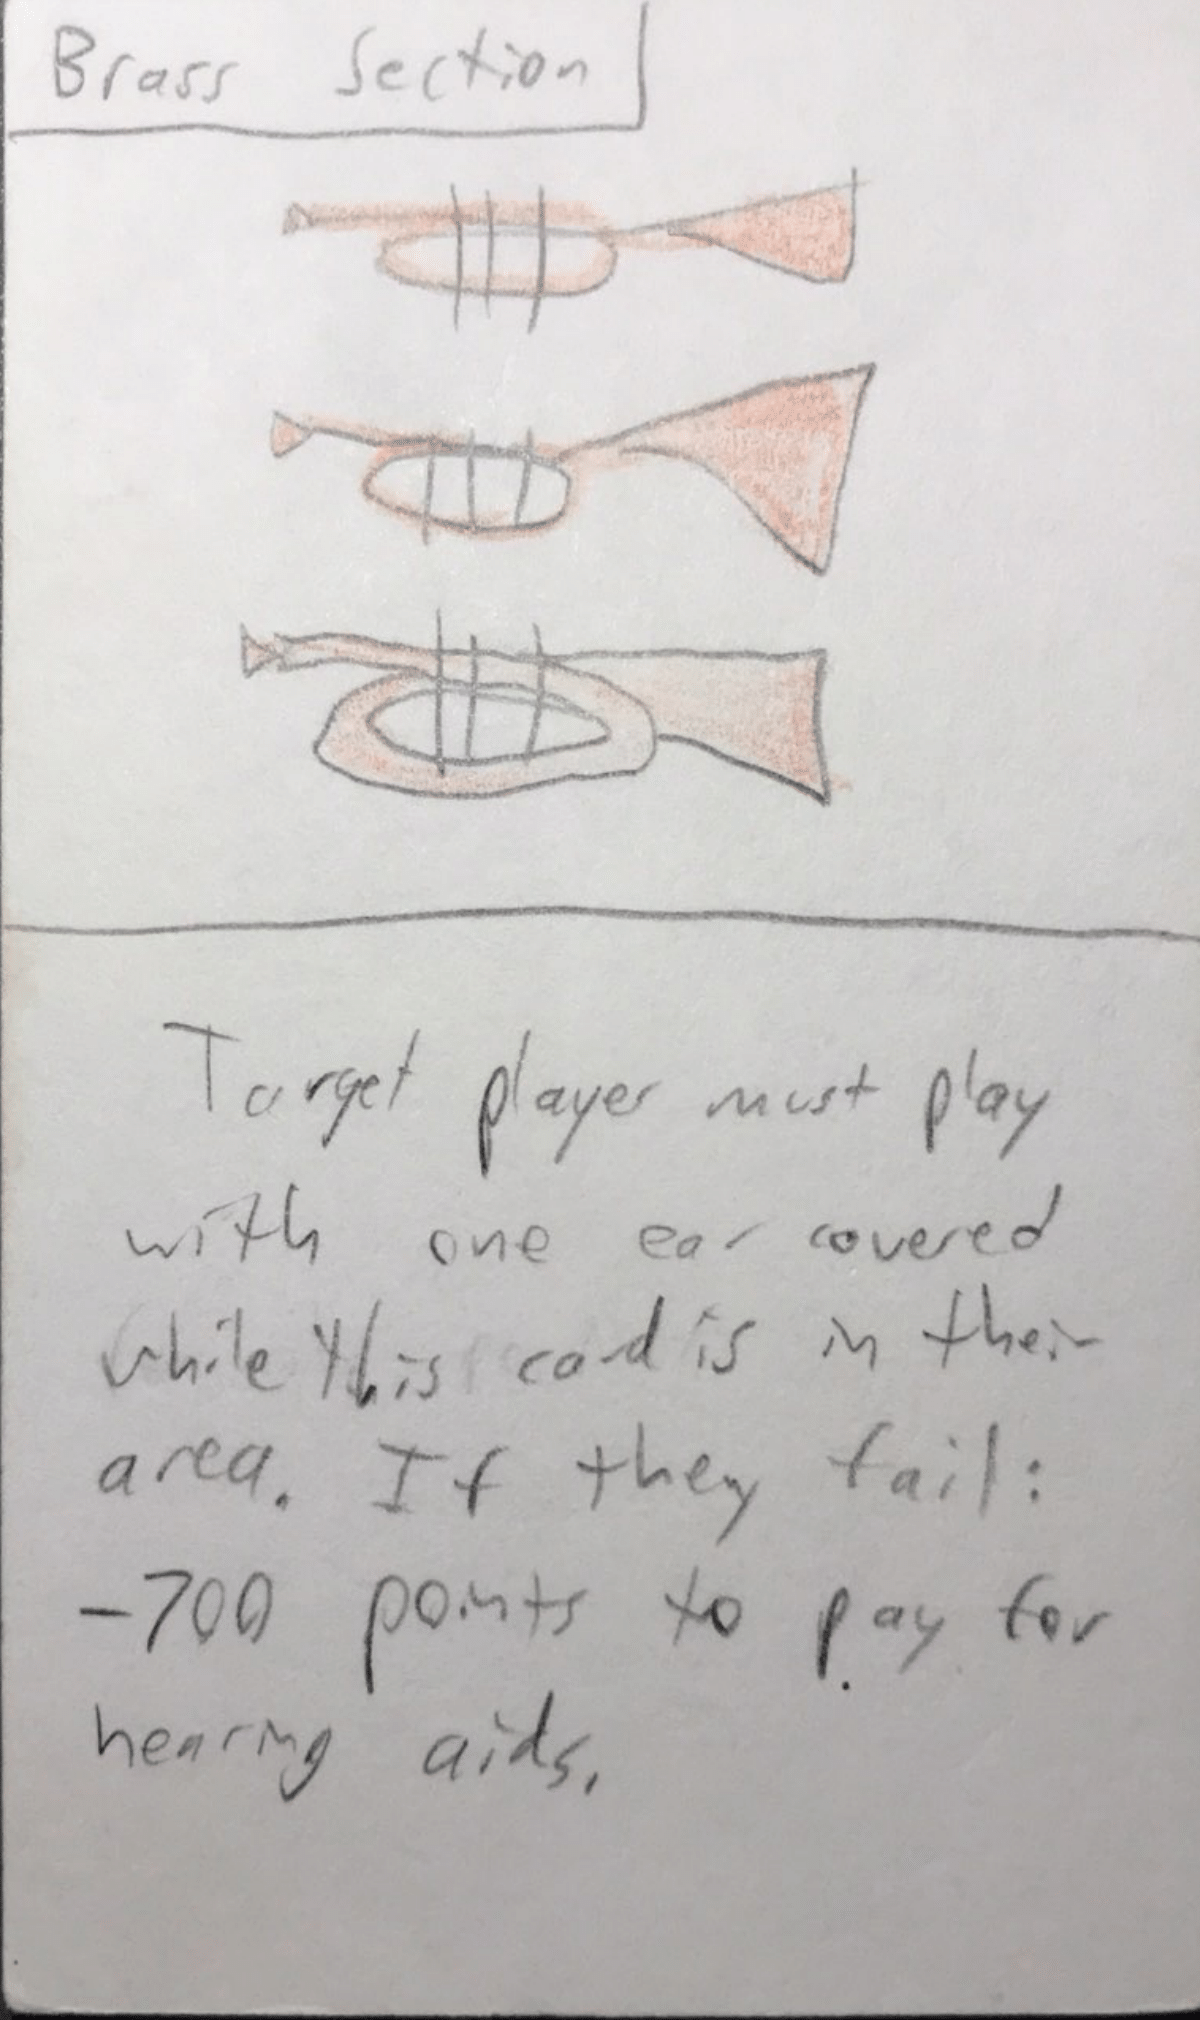 Brass Section
Target player must play
with one ear covered
while this card is in their
area. If they fail:
-700 points to pay for
hearing aids.